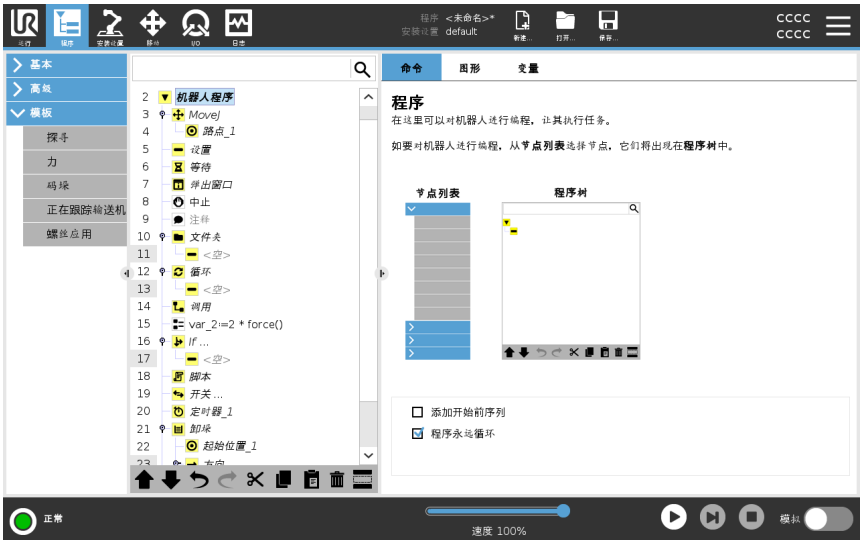 程序 <未命名>*
安装设置 default
CCCC
CCCC
运行
程序
安装设置
移动
I/O
日志
新建...
打开...
保存...
基本
高级
模板
探寻
力
码垛
正在跟踪输送机
螺丝应用
2 机器人程序
3 MoveJ
4 路点_1
5 设置
6 等待
7 弹出窗口
8 中止
9 注释
10 文件夹
11 <空>
12 循环
13 <空>
14 调用
15 var_2:=2 * force()
16 If ...
17 <空>
18 脚本
19 开关 ...
20 定时器_1
21 卸垛
22 起始位置_1
23 方向
命令
图形
变量
程序
在这里可以对机器人进行编程，让其执行任务。
如要对机器人进行编程，从节点列表选择节点，它们将出现在程序树中。
节点列表
程序树
添加开始前序列
程序永远循环
正常
速度 100%
模拟